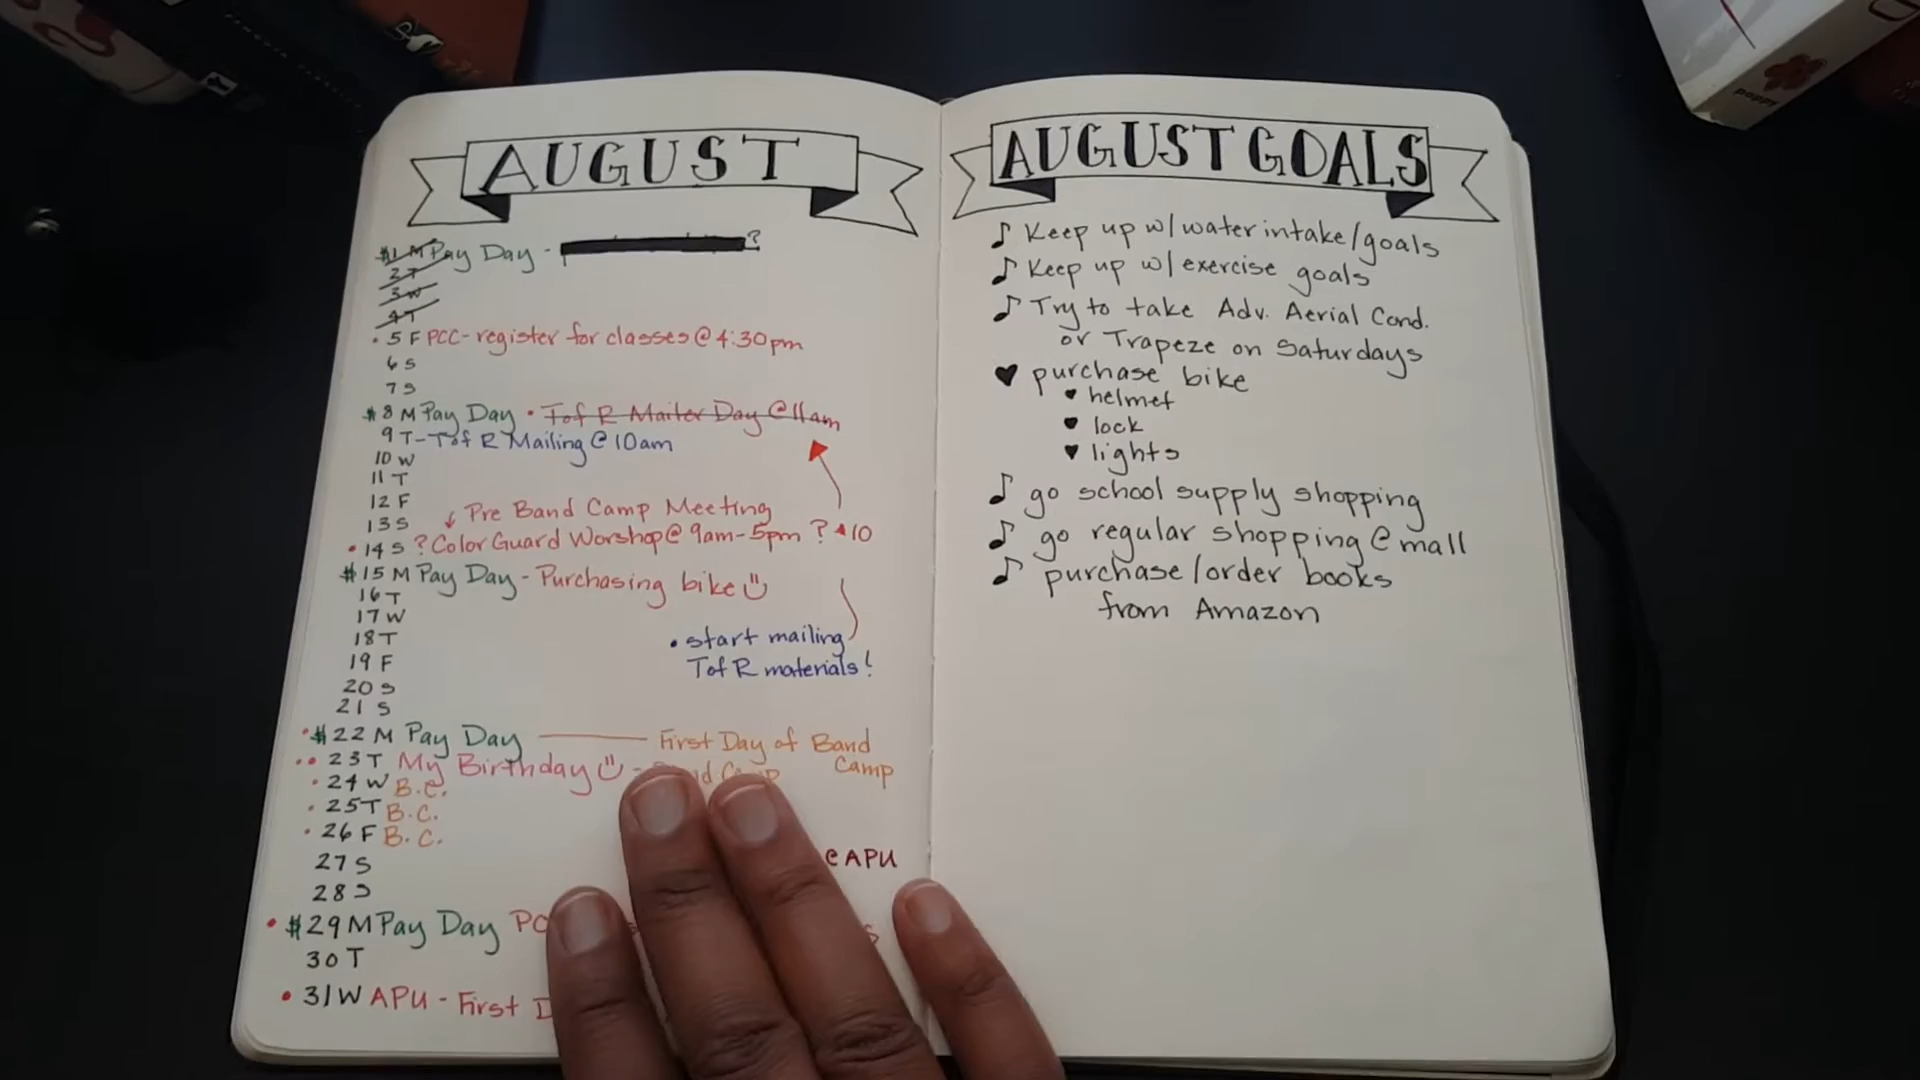 AUGUST
$1 M Pay Day - ?
2 T
3 W
4 T
• 5 F PCC- register for classes @ 4:30pm
6 S
7 S
$ 8 M Pay Day • Tof R Mailer Day @ 11am
9 T - Tof R Mailing @ 10am
10 W
11 T
12 F
Pre Band Camp Meeting
13 S
• 14 S ? Color Guard Worshop @ 9am-5pm ? 10
$15 M Pay Day - Purchasing bike
16 T
17 W
18 T
• start mailing
19 F
Tof R materials!
20 S
21 S
• $22 M Pay Day First Day of Band
Camp
•• 23 T My Birthday - Band Camp
• 24 W B.C.
• 25 T B.C.
• 26 F B.C.
27 S
@ APU
28 S
• $29 M Pay Day
30 T
• 31 W APU - First
AUGUST GOALS
♪ Keep up w/ water intake/goals
♪ Keep up w/ exercise goals
♪ Try to take Adv. Aerial Cond.
or Trapeze on Saturdays
♥ purchase bike
♥ helmet
♥ lock
♥ lights
♪ go school supply shopping
♪ go regular shopping @ mall
♪ purchase/order books
from Amazon
poppy